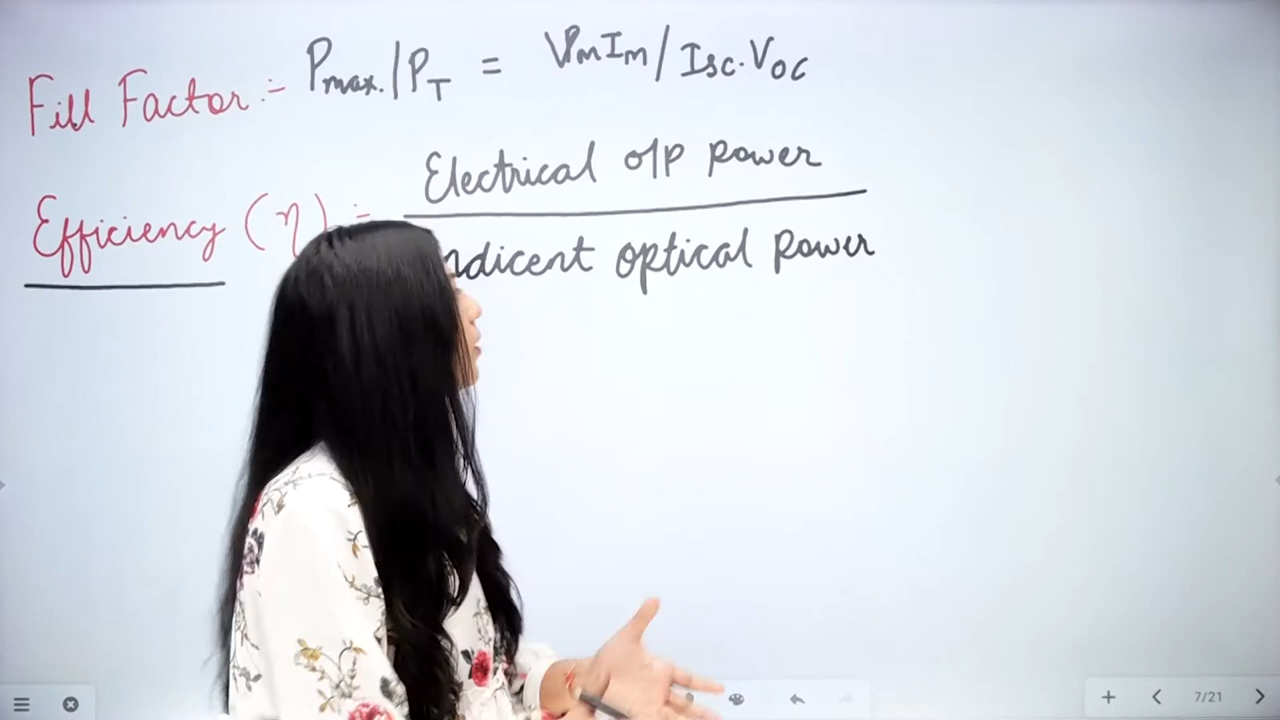 Fill Factor :- Pmax./PT = VmIm / Isc.Voc
Efficiency (η) :- Electrical o/p power
ndicent optical power
7/21